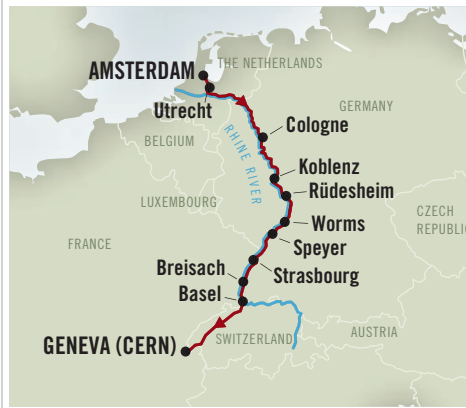 AMSTERDAM
THE NETHERLANDS
Utrecht
GERMANY
Cologne
BELGIUM
RHINE RIVER
Koblenz
Rüdesheim
LUXEMBOURG
Worms
CZECH
REPUBLIC
Speyer
FRANCE
Strasbourg
Breisach
Basel
AUSTRIA
SWITZERLAND
GENEVA (CERN)